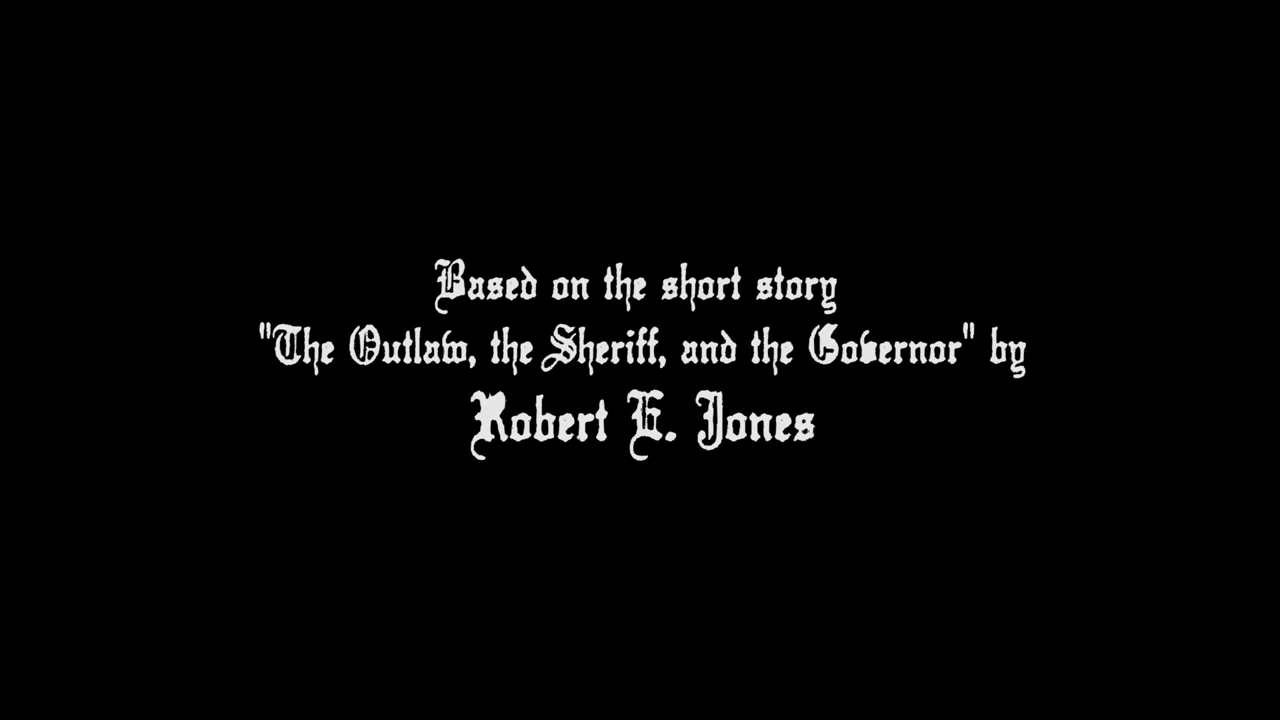 Based on the short story
"The Outlaw, the Sheriff, and the Governor" by
Robert E. Jones